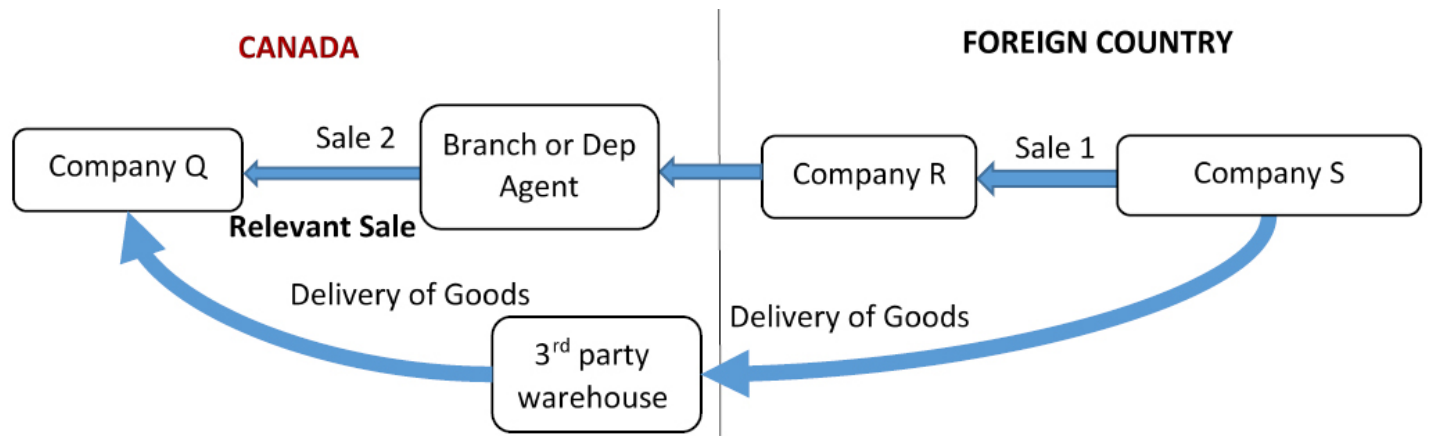 CANADA
FOREIGN COUNTRY
Company Q
Sale 2
Branch or Dep
Agent
Company R
Sale 1
Company S
Relevant Sale
Delivery of Goods
Delivery of Goods
3rd party
warehouse